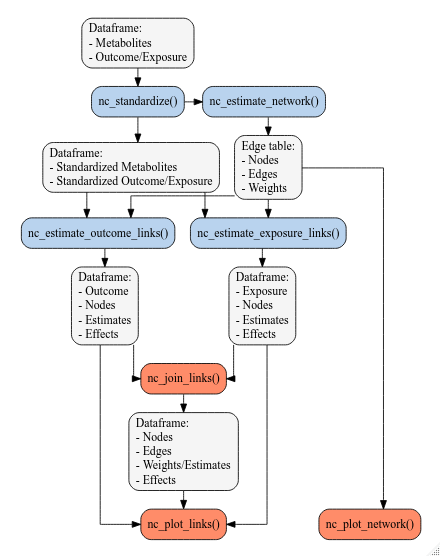 Dataframe:
- Metabolites
- Outcome/Exposure
nc_standardize()
nc_estimate_network()
Dataframe:
- Standardized Metabolites
- Standardized Outcome/Exposure
Edge table:
- Nodes
- Edges
- Weights
nc_estimate_outcome_links()
nc_estimate_exposure_links()
Dataframe:
- Outcome
- Nodes
- Estimates
- Effects
Dataframe:
- Exposure
- Nodes
- Estimates
- Effects
nc_join_links()
Dataframe:
- Nodes
- Edges
- Weights/Estimates
- Effects
nc_plot_links()
nc_plot_network()